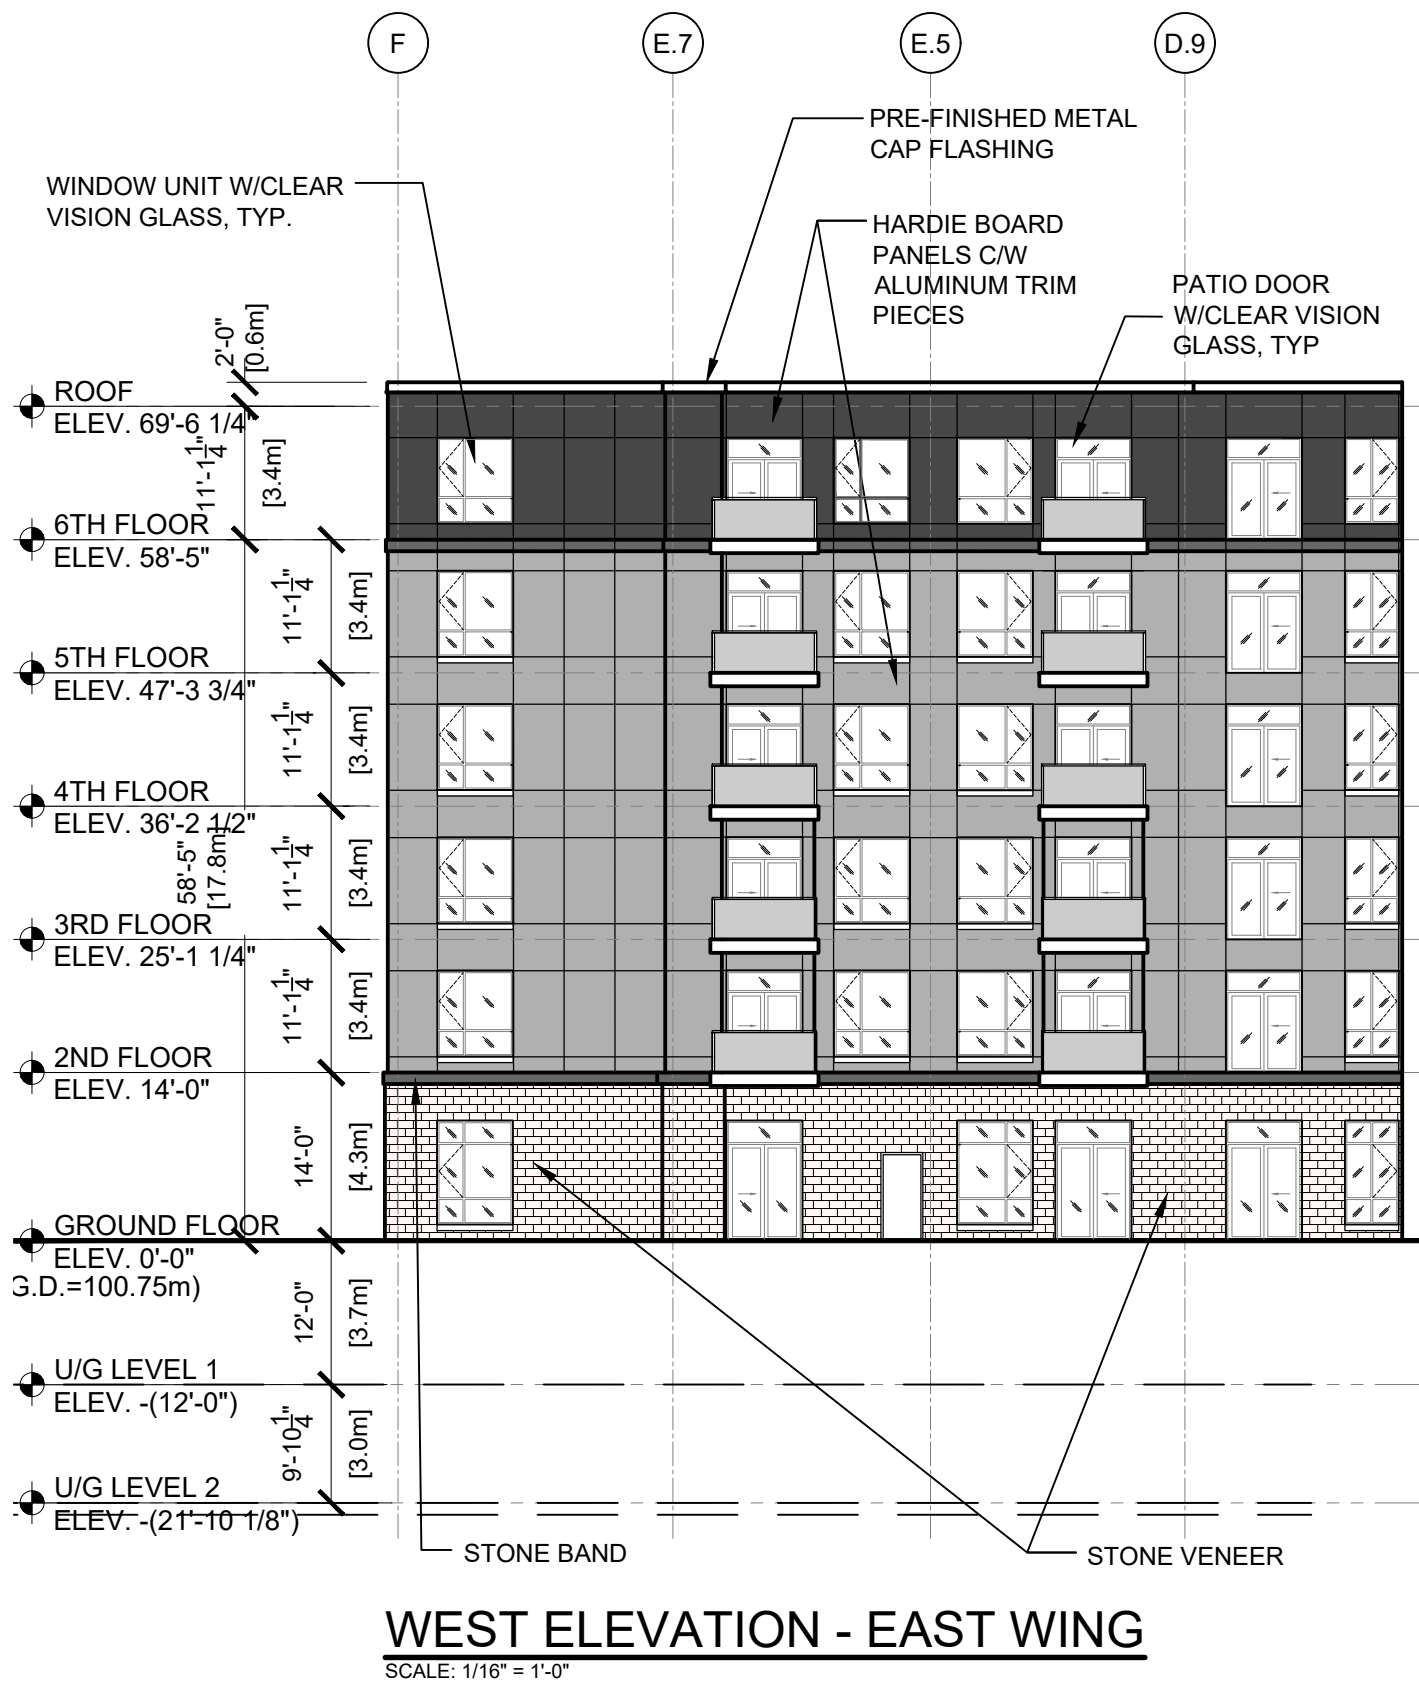 F
E.7
E.5
D.9
PRE-FINISHED METAL
CAP FLASHING
WINDOW UNIT W/CLEAR
VISION GLASS, TYP.
HARDIE BOARD
PANELS C/W
ALUMINUM TRIM
PIECES
PATIO DOOR
W/CLEAR VISION
GLASS, TYP
2'-0"
[0.6m]
ROOF
ELEV. 69'-6 1/4"
11'-1 1/4"
[3.4m]
6TH FLOOR
ELEV. 58'-5"
11'-1 1/4"
[3.4m]
5TH FLOOR
ELEV. 47'-3 3/4"
11'-1 1/4"
[3.4m]
4TH FLOOR
ELEV. 36'-2 1/2"
58'-5"
[17.8m]
11'-1 1/4"
[3.4m]
3RD FLOOR
ELEV. 25'-1 1/4"
11'-1 1/4"
[3.4m]
2ND FLOOR
ELEV. 14'-0"
14'-0"
[4.3m]
GROUND FLOOR
ELEV. 0'-0"
G.D.=100.75m)
12'-0"
[3.7m]
U/G LEVEL 1
ELEV. -(12'-0")
9'-10 1/4"
[3.0m]
U/G LEVEL 2
ELEV. -(21'-10 1/8")
STONE BAND
STONE VENEER
WEST ELEVATION - EAST WING
SCALE: 1/16" = 1'-0"